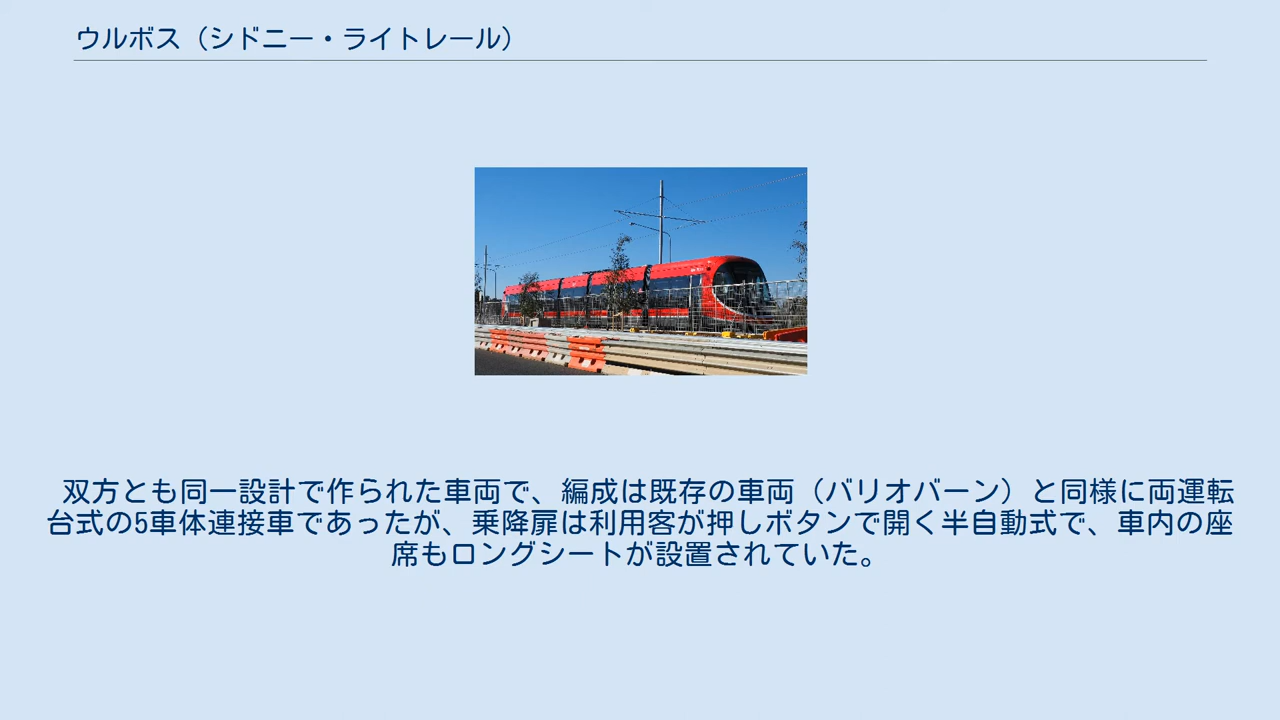 ウルボス（シドニー・ライトレール）
双方とも同一設計で作られた車両で、編成は既存の車両（バリオバーン）と同様に両運転
台式の5車体連接車であったが、乗降扉は利用客が押しボタンで開く半自動式で、車内の座
席もロングシートが設置されていた。